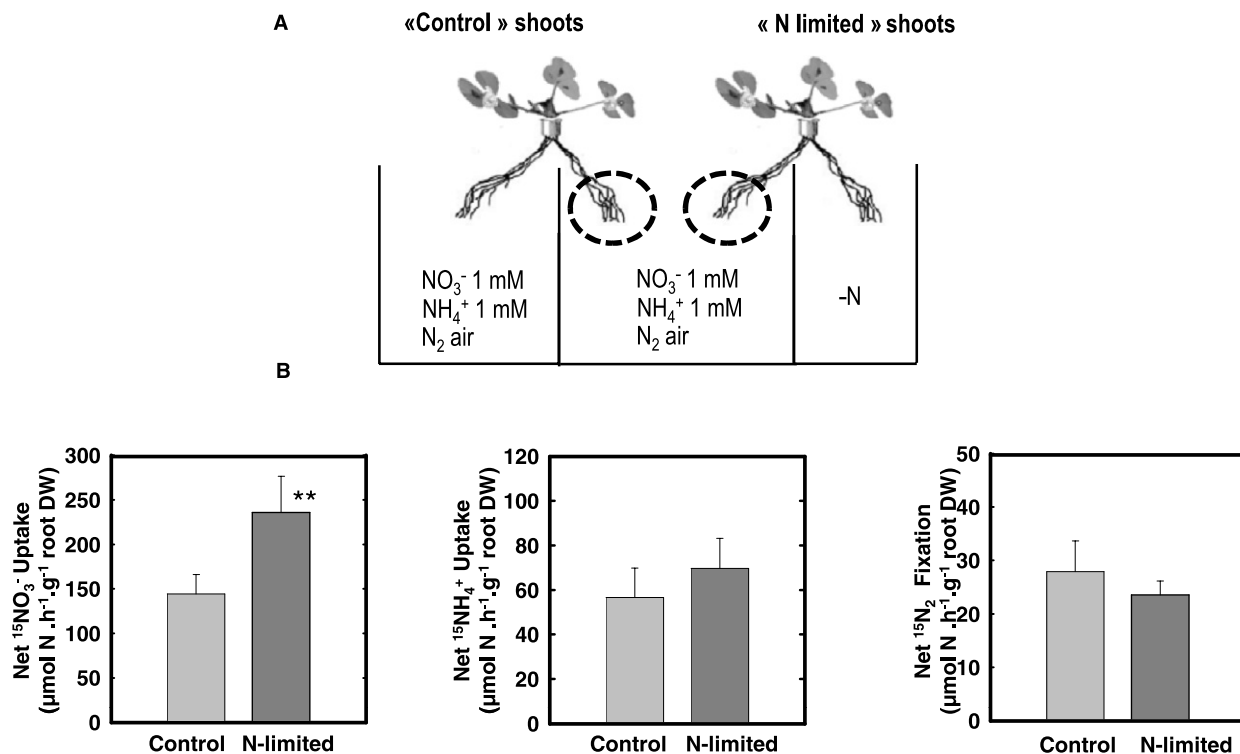 A
«Control » shoots
« N limited » shoots
NO₃⁻ 1 mM
NH₄⁺ 1 mM
N₂ air
NO₃⁻ 1 mM
NH₄⁺ 1 mM
N₂ air
-N
B
Net ¹⁵NO₃⁻ Uptake
(µmol N .h⁻¹.g⁻¹ root DW)
300
250
200
150
100
50
0
**
Control
N-limited
Net ¹⁵NH₄⁺ Uptake
(µmol N .h⁻¹.g⁻¹ root DW)
120
100
80
60
40
20
0
Control
N-limited
Net ¹⁵N₂ Fixation
(µmol N .h⁻¹.g⁻¹ root DW)
50
40
30
20
10
0
Control
N-limited